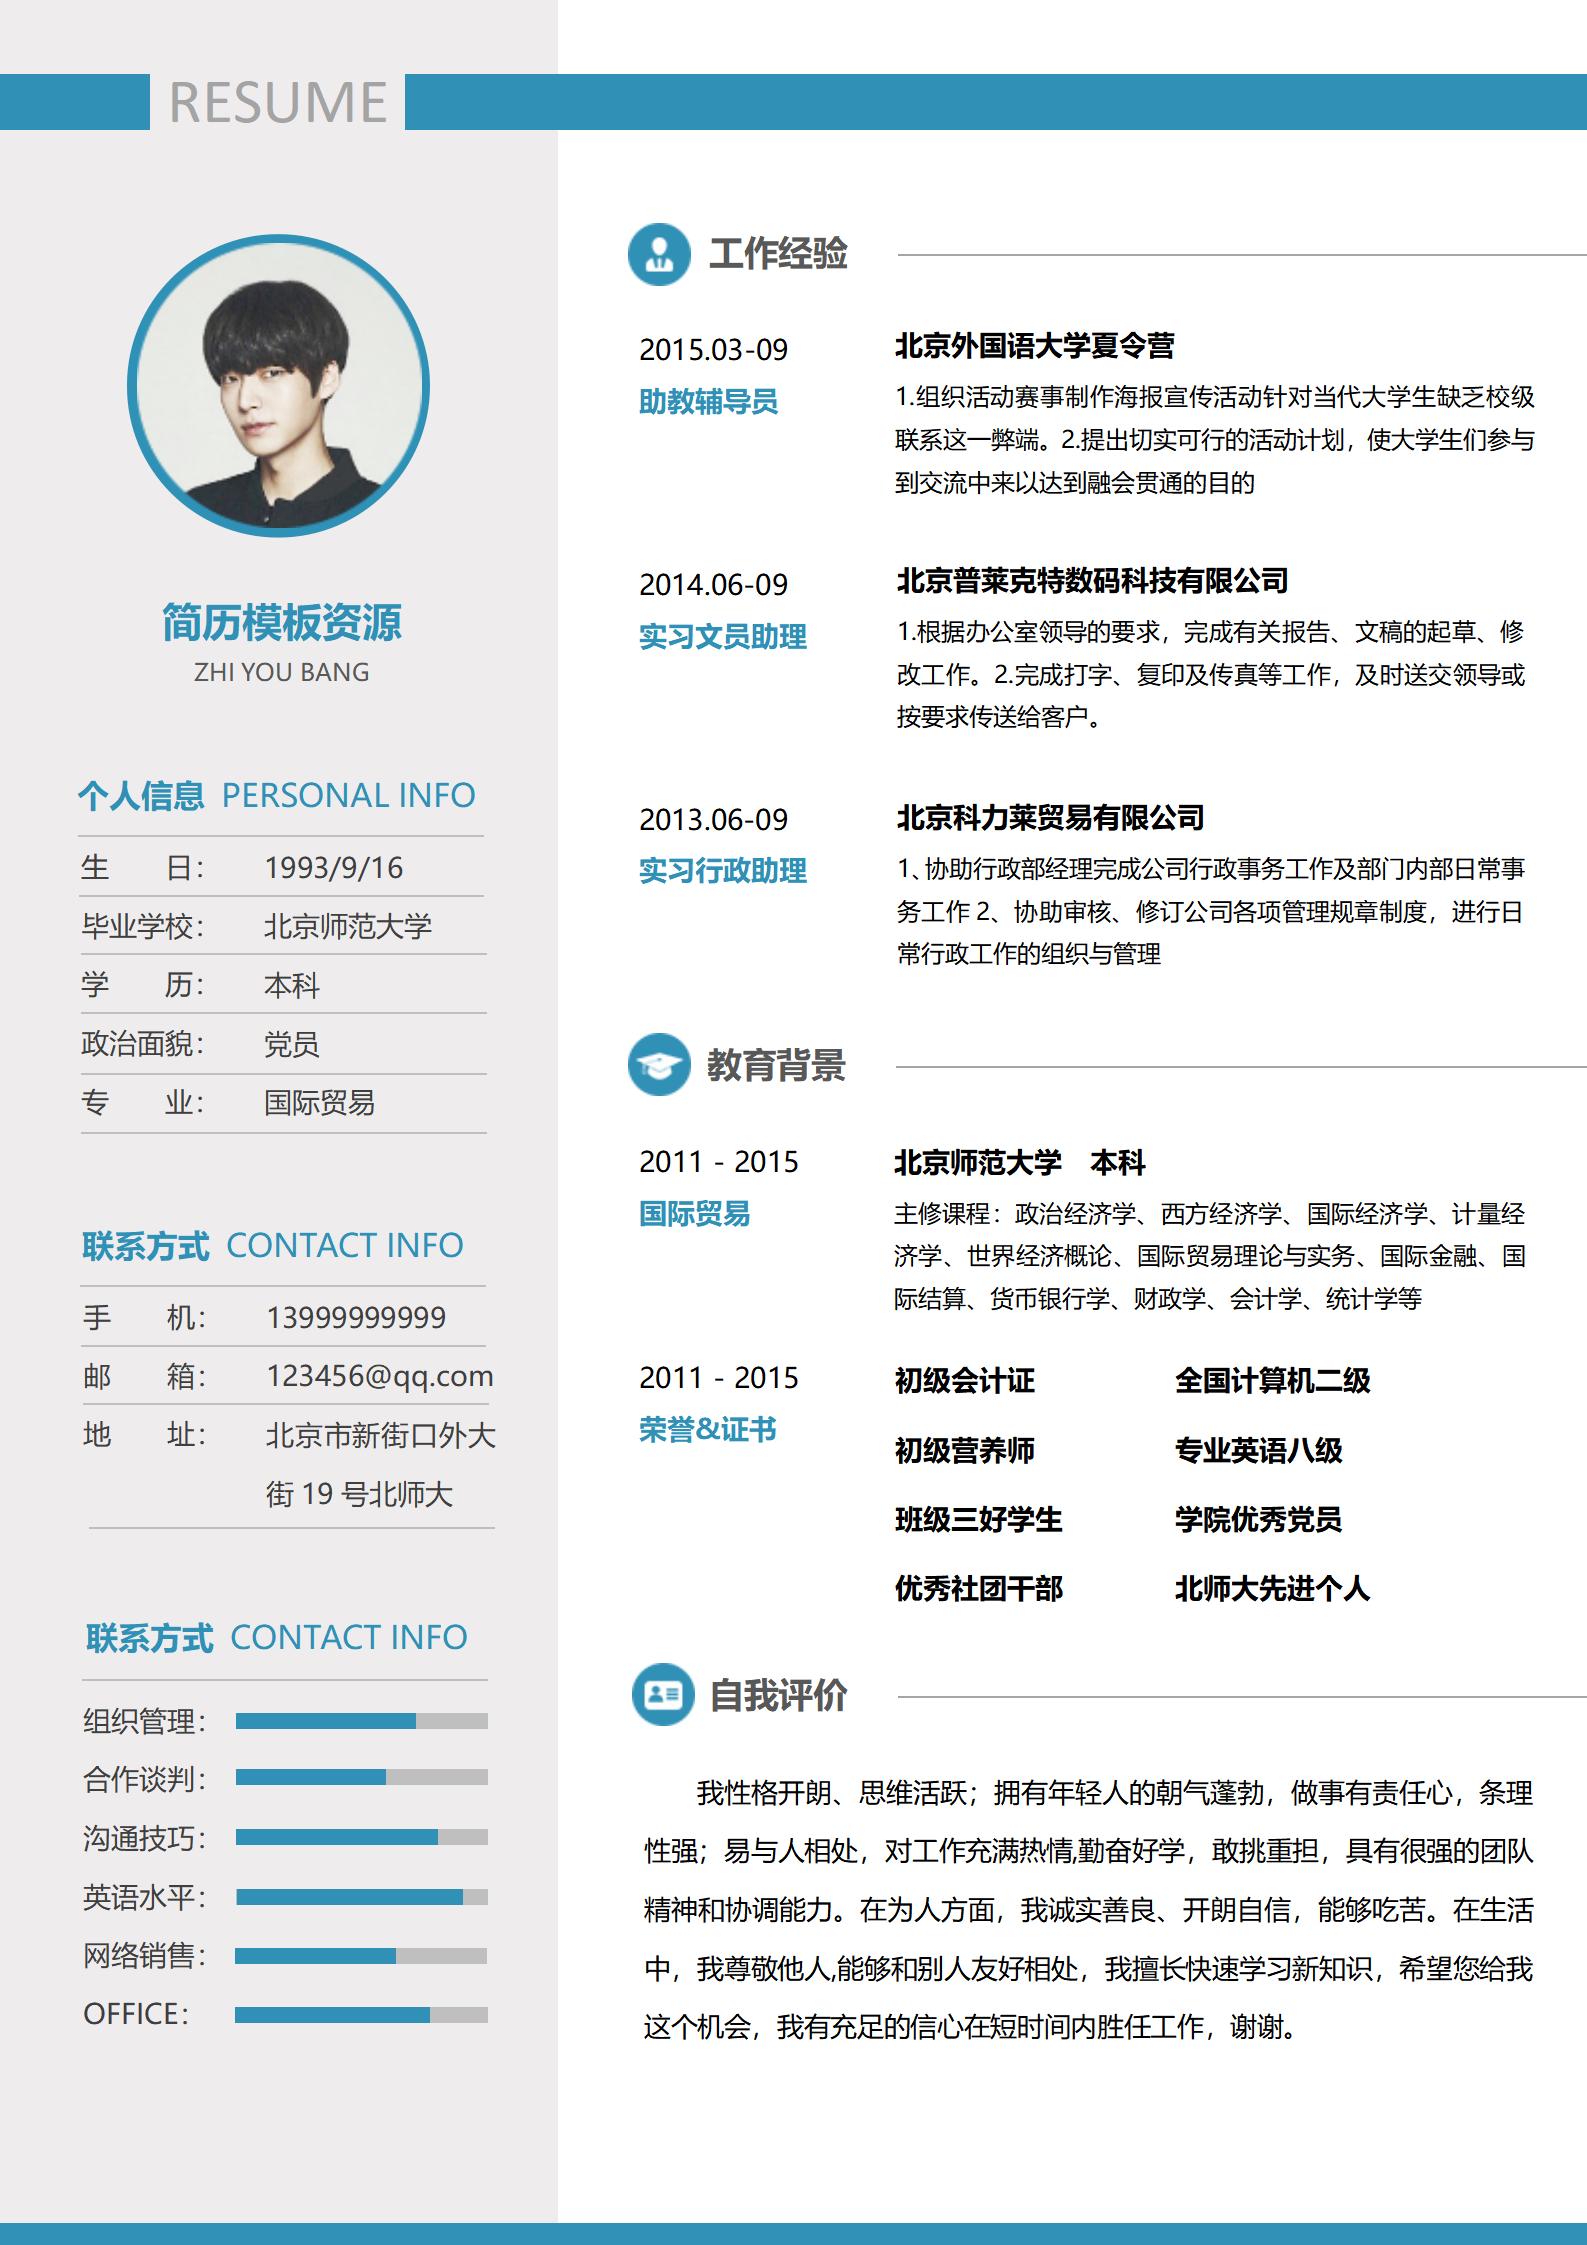 RESUME
简历模板资源
ZHI YOU BANG
个人信息 PERSONAL INFO
生 日： 1993/9/16
毕业学校： 北京师范大学
学 历： 本科
政治面貌： 党员
专 业： 国际贸易
联系方式 CONTACT INFO
手 机： 13999999999
邮 箱： 123456@qq.com
地 址： 北京市新街口外大
街 19 号北师大
联系方式 CONTACT INFO
组织管理：
合作谈判：
沟通技巧：
英语水平：
网络销售：
OFFICE：
工作经验
2015.03-09
助教辅导员
北京外国语大学夏令营
1.组织活动赛事制作海报宣传活动针对当代大学生缺乏校级
联系这一弊端。2.提出切实可行的活动计划，使大学生们参与
到交流中来以达到融会贯通的目的
2014.06-09
实习文员助理
北京普莱克特数码科技有限公司
1.根据办公室领导的要求，完成有关报告、文稿的起草、修
改工作。2.完成打字、复印及传真等工作，及时送交领导或
按要求传送给客户。
2013.06-09
实习行政助理
北京科力莱贸易有限公司
1、协助行政部经理完成公司行政事务工作及部门内部日常事
务工作 2、协助审核、修订公司各项管理规章制度，进行日
常行政工作的组织与管理
教育背景
2011 - 2015
国际贸易
北京师范大学 本科
主修课程：政治经济学、西方经济学、国际经济学、计量经
济学、世界经济概论、国际贸易理论与实务、国际金融、国
际结算、货币银行学、财政学、会计学、统计学等
2011 - 2015
荣誉&证书
初级会计证 全国计算机二级
初级营养师 专业英语八级
班级三好学生 学院优秀党员
优秀社团干部 北师大先进个人
自我评价
我性格开朗、思维活跃；拥有年轻人的朝气蓬勃，做事有责任心，条理
性强；易与人相处，对工作充满热情,勤奋好学，敢挑重担，具有很强的团队
精神和协调能力。在为人方面，我诚实善良、开朗自信，能够吃苦。在生活
中，我尊敬他人,能够和别人友好相处，我擅长快速学习新知识，希望您给我
这个机会，我有充足的信心在短时间内胜任工作，谢谢。